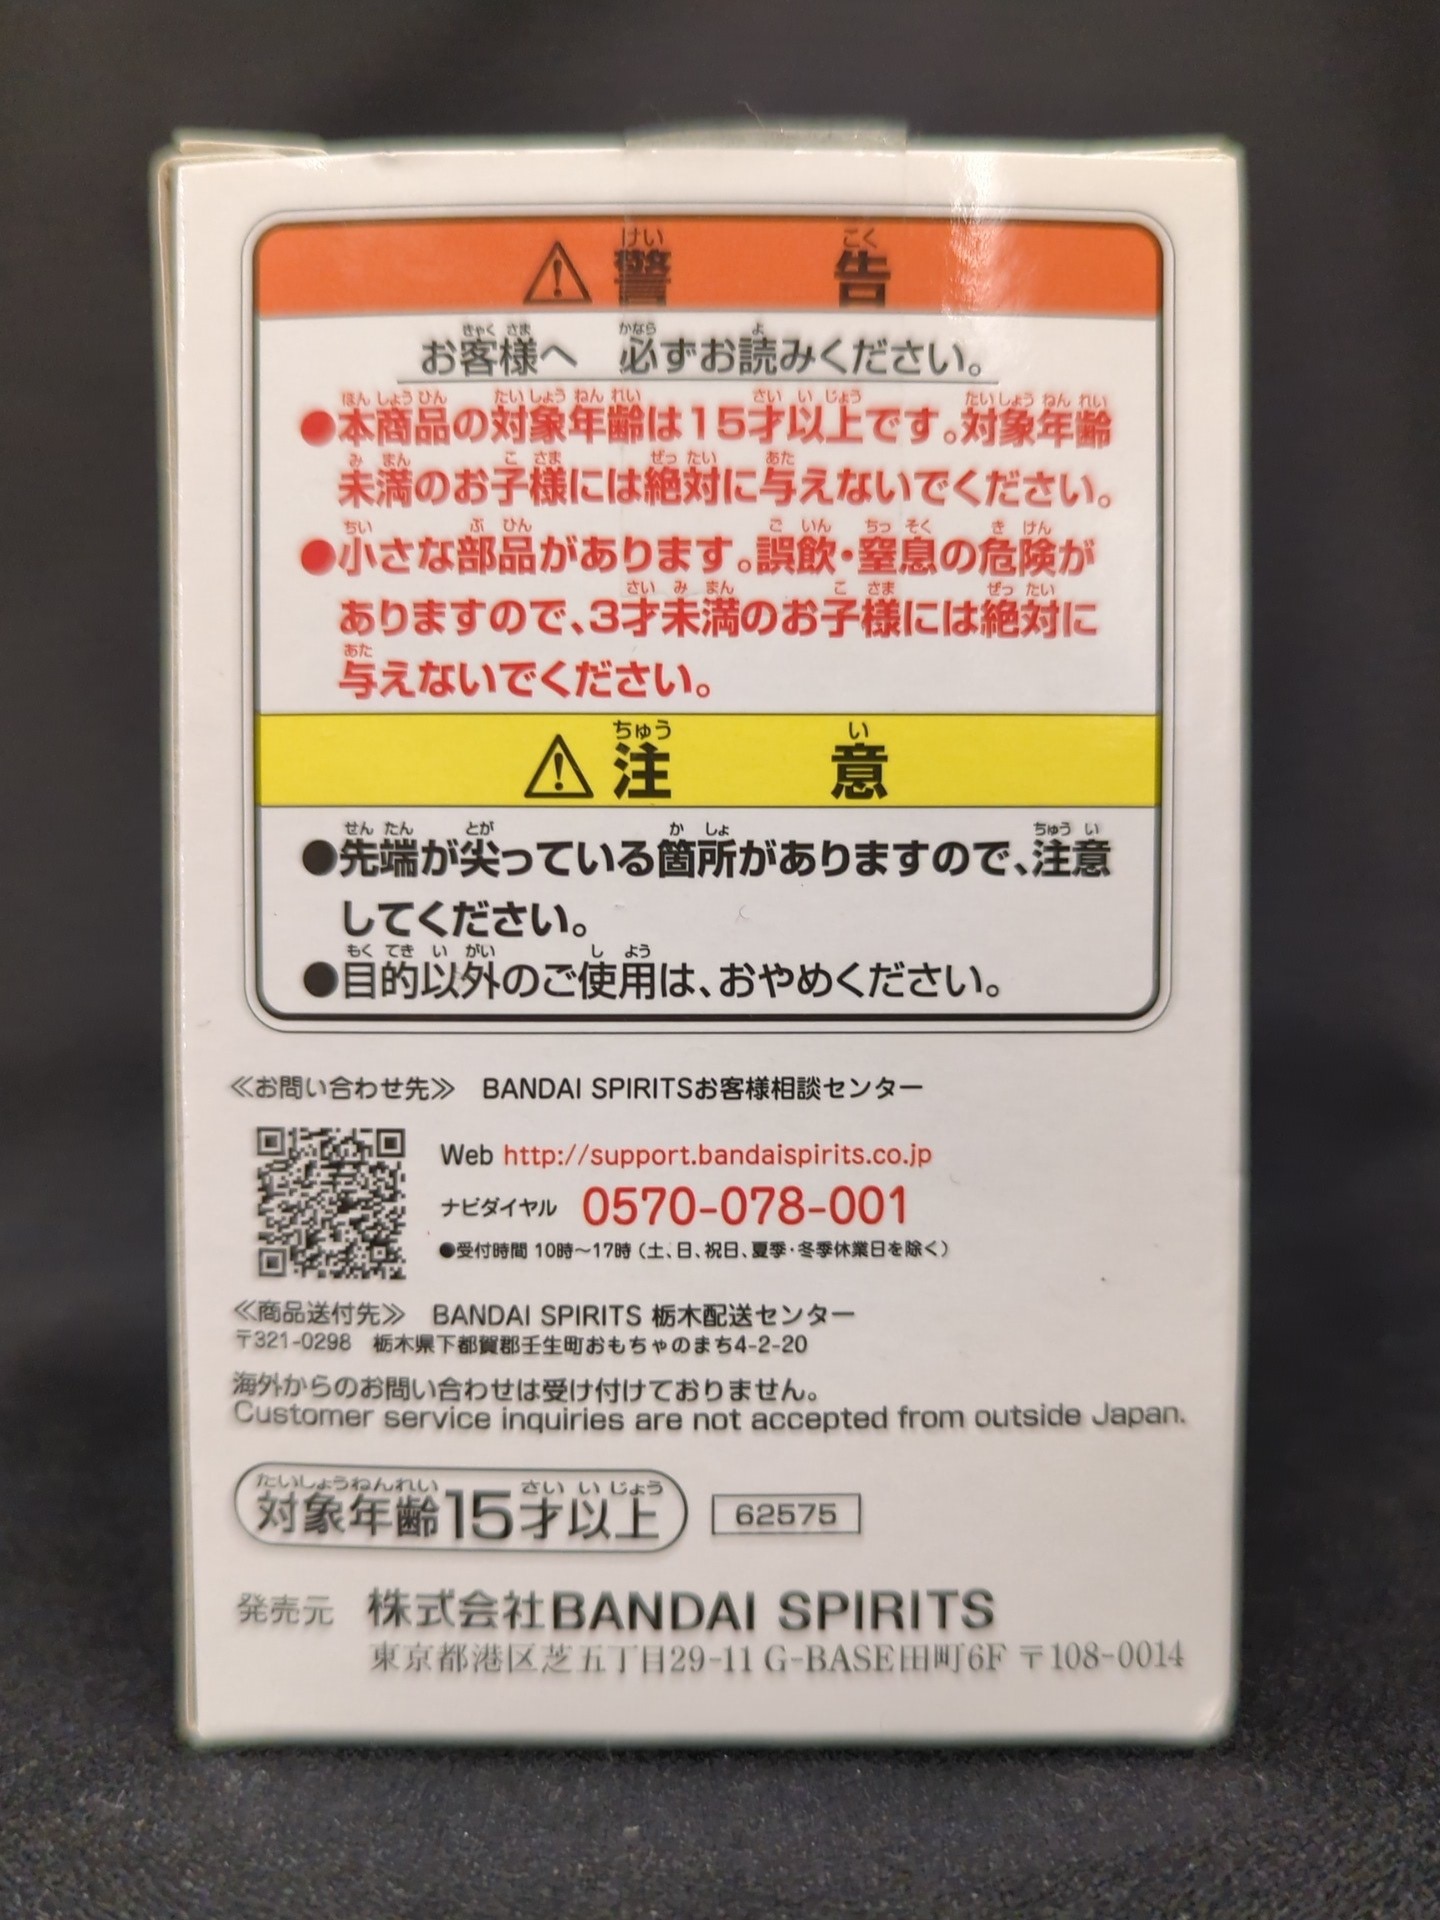 ⚠警告
お客様へ 必ずお読みください。
●本商品の対象年齢は15才以上です。対象年齢
未満のお子様には絶対に与えないでください。
●小さな部品があります。誤飲・窒息の危険が
ありますので、3才未満のお子様には絶対に
与えないでください。
⚠注意
●先端が尖っている箇所がありますので、注意
してください。
●目的以外のご使用は、おやめください。
≪お問い合わせ先≫ BANDAI SPIRITSお客様相談センター
Web http://support.bandaispirits.co.jp
ナビダイヤル 0570-078-001
●受付時間 10時～17時（土、日、祝日、夏季・冬季休業日を除く）
≪商品送付先≫ BANDAI SPIRITS 栃木配送センター
〒321-0298 栃木県下都賀郡壬生町おもちゃのまち4-2-20
海外からのお問い合わせは受け付けておりません。
Customer service inquiries are not accepted from outside Japan.
対象年齢15才以上 62575
発売元 株式会社BANDAI SPIRITS
東京都港区芝五丁目29-11 G-BASE田町6F 〒108-0014